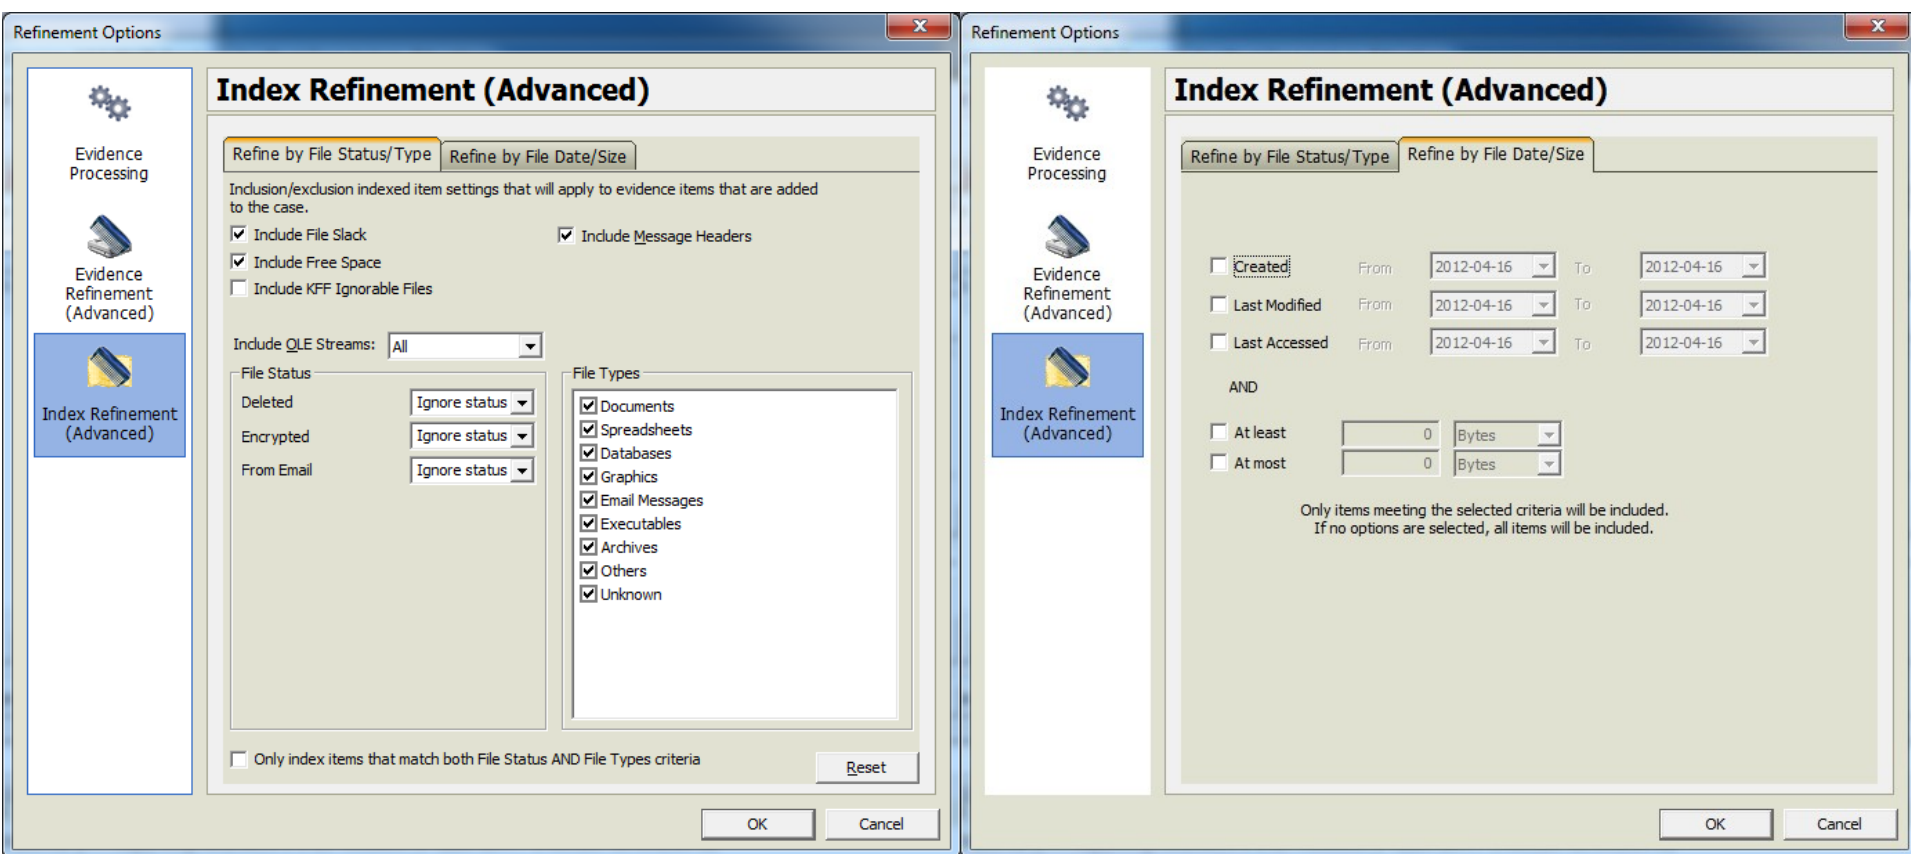 Refinement Options
Evidence
Processing
Evidence
Refinement
(Advanced)
Index Refinement
(Advanced)
Index Refinement (Advanced)
Refine by File Status/Type
Refine by File Date/Size
Inclusion/exclusion indexed item settings that will apply to evidence items that are added
to the case.
Include File Slack
Include Message Headers
Include Free Space
Include KFF Ignorable Files
Include OLE Streams: All
File Status
Deleted Ignore status
Encrypted Ignore status
From Email Ignore status
File Types
Documents
Spreadsheets
Databases
Graphics
Email Messages
Executables
Archives
Others
Unknown
Only index items that match both File Status AND File Types criteria
Reset
OK Cancel
Refinement Options
Evidence
Processing
Evidence
Refinement
(Advanced)
Index Refinement
(Advanced)
Index Refinement (Advanced)
Refine by File Status/Type
Refine by File Date/Size
Created From 2012-04-16 To 2012-04-16
Last Modified From 2012-04-16 To 2012-04-16
Last Accessed From 2012-04-16 To 2012-04-16
AND
At least 0 Bytes
At most 0 Bytes
Only items meeting the selected criteria will be included.
If no options are selected, all items will be included.
OK Cancel